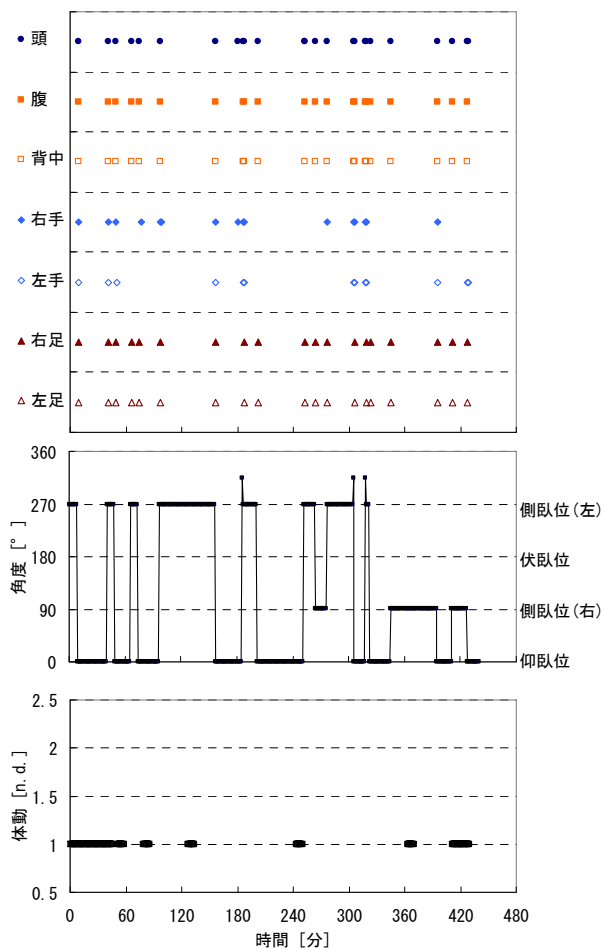 ● 頭
■ 腹
□ 背中
◆ 右手
◇ 左手
▲ 右足
△ 左足
360
270
180
90
0
角度 [°]
側臥位(左)
伏臥位
側臥位(右)
仰臥位
2.5
2
1.5
1
0.5
体動 [n.d.]
0 60 120 180 240 300 360 420 480
時間 [分]